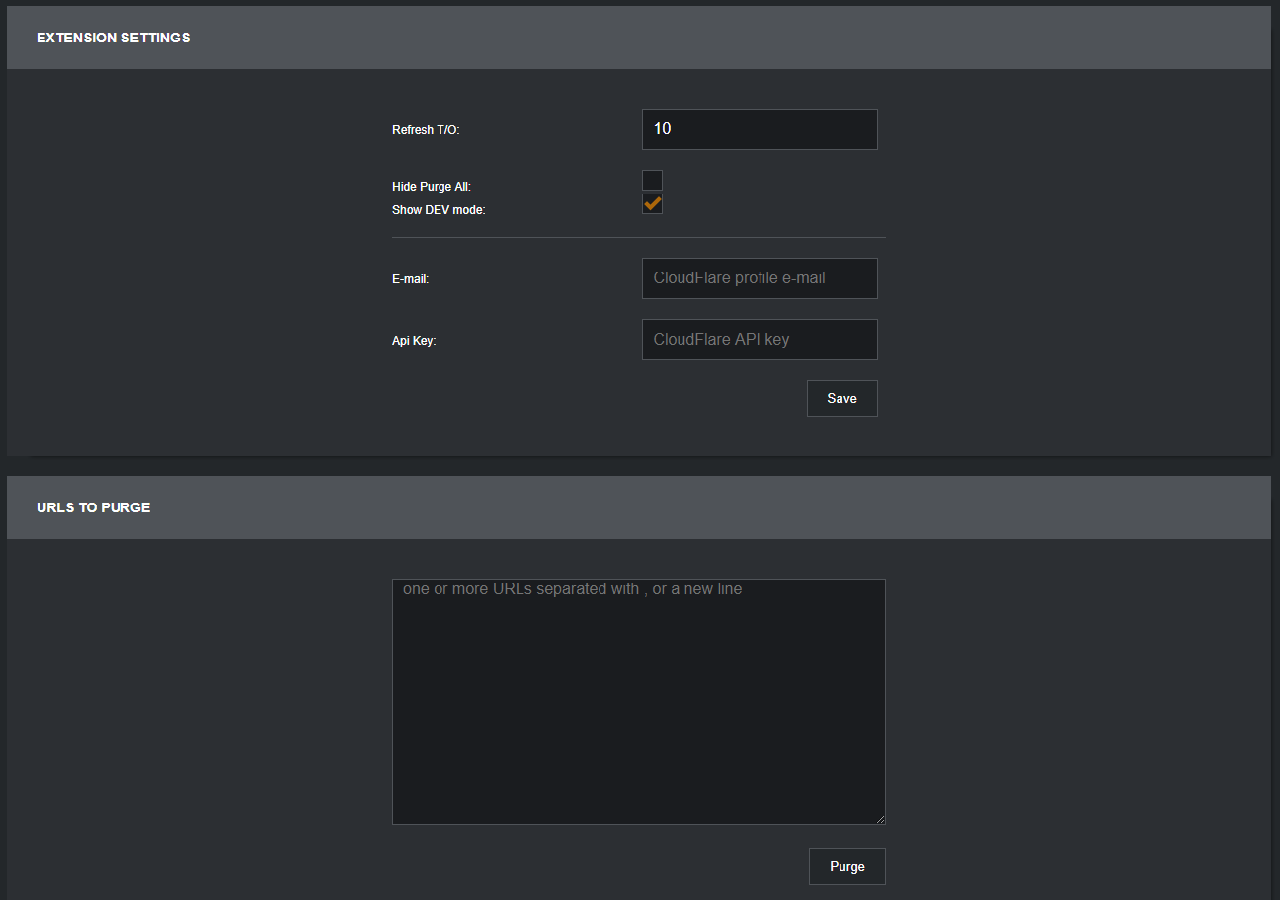 EXTENSION SETTINGS
Refresh T/O: 10
Hide Purge All:
Show DEV mode:
E-mail: CloudFlare profile e-mail
Api Key: CloudFlare API key
Save
URLS TO PURGE
one or more URLs separated with , or a new line
Purge